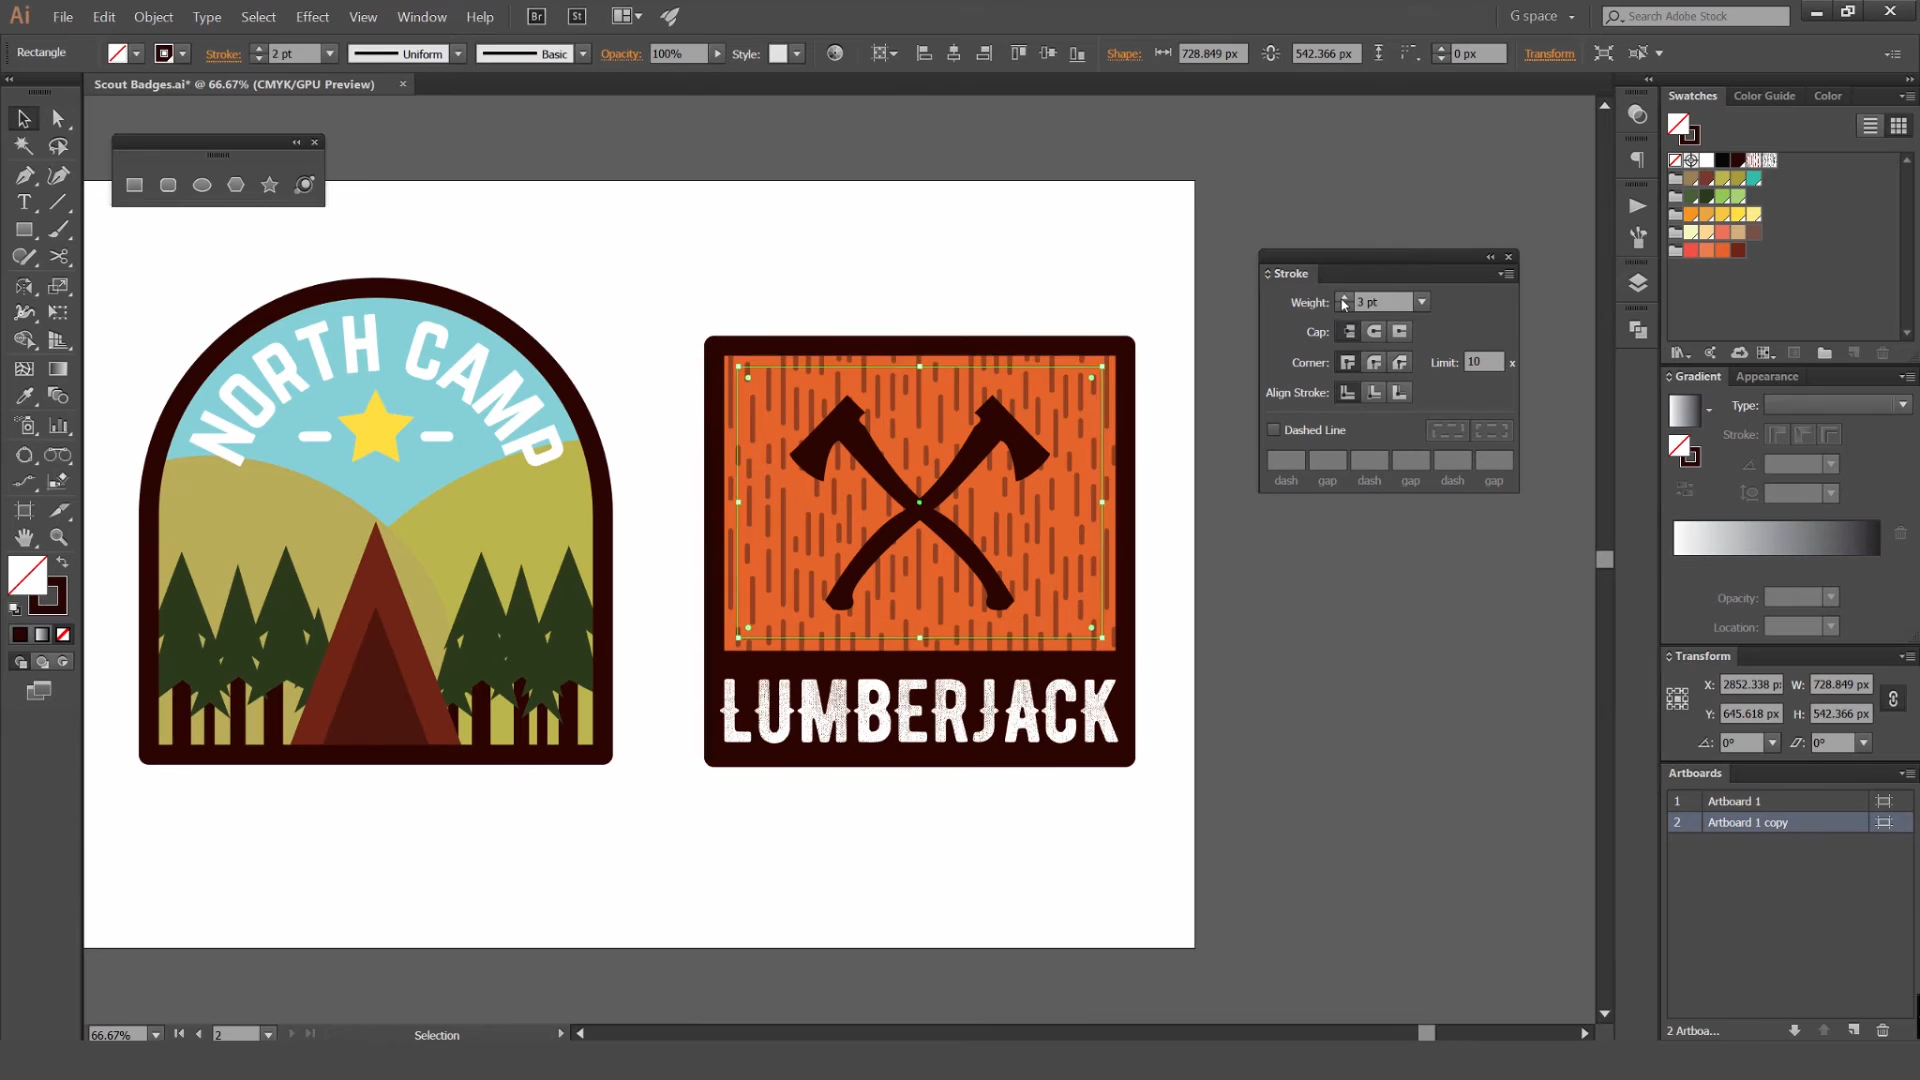 Ai File Edit Object Type Select Effect View Window Help Br St G space Search Adobe Stock
Rectangle Stroke: 2 pt Uniform Basic Opacity: 100% Style: Shape: 728.849 px 542.366 px 0 px Transform
Scout Badges.ai* @ 66.67% (CMYK/GPU Preview)
NORTH CAMP
LUMBERJACK
Stroke
Weight: 3 pt
Cap:
Corner: Limit: 10 x
Align Stroke:
Dashed Line
dash gap dash gap dash gap
Swatches Color Guide Color
Gradient Appearance
Type:
Stroke:
Opacity:
Location:
Transform
X: 2852.338 p: W: 728.849 px
Y: 645.618 px H: 542.366 px
0° 0°
Artboards
1 Artboard 1
2 Artboard 1 copy
2 Artboa...
66.67% 2 Selection